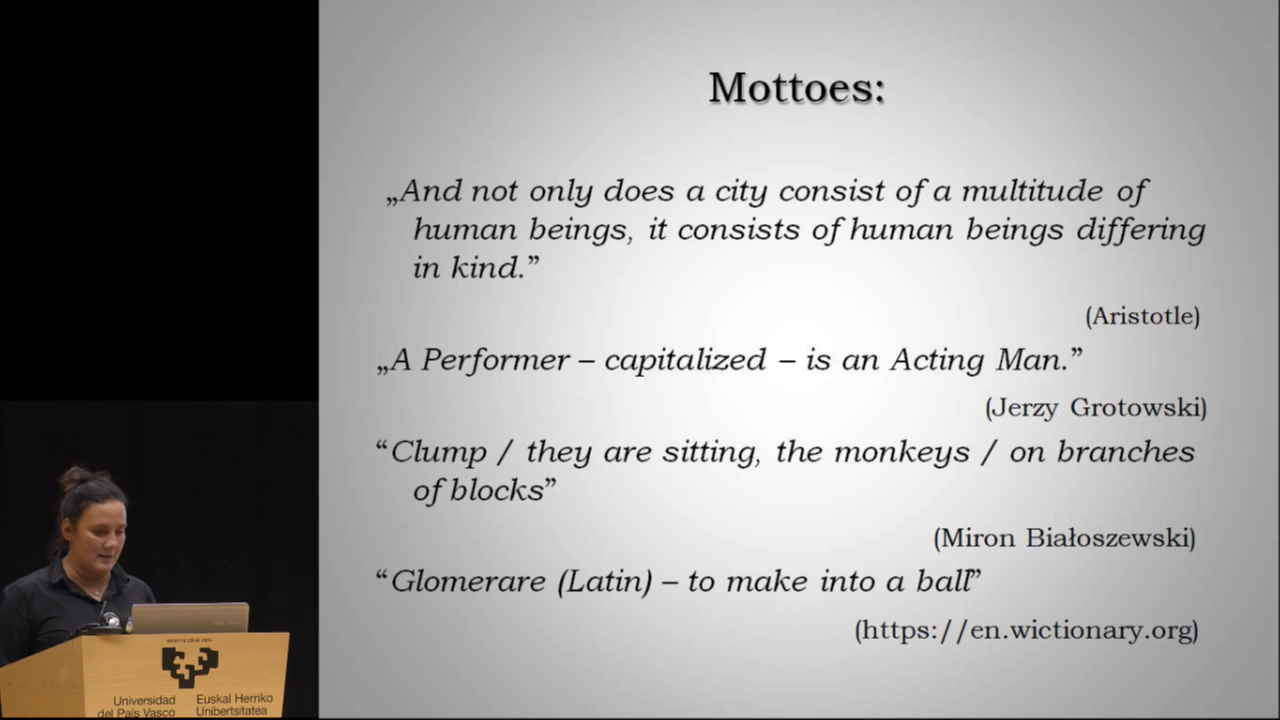 Mottoes:
„And not only does a city consist of a multitude of
human beings, it consists of human beings differing
in kind.”
(Aristotle)
„A Performer – capitalized – is an Acting Man.”
(Jerzy Grotowski)
“Clump / they are sitting, the monkeys / on branches
of blocks”
(Miron Białoszewski)
“Glomerare (Latin) – to make into a ball”
(https://en.wictionary.org)
Universidad
del País Vasco
Euskal Herriko
Unibertsitatea